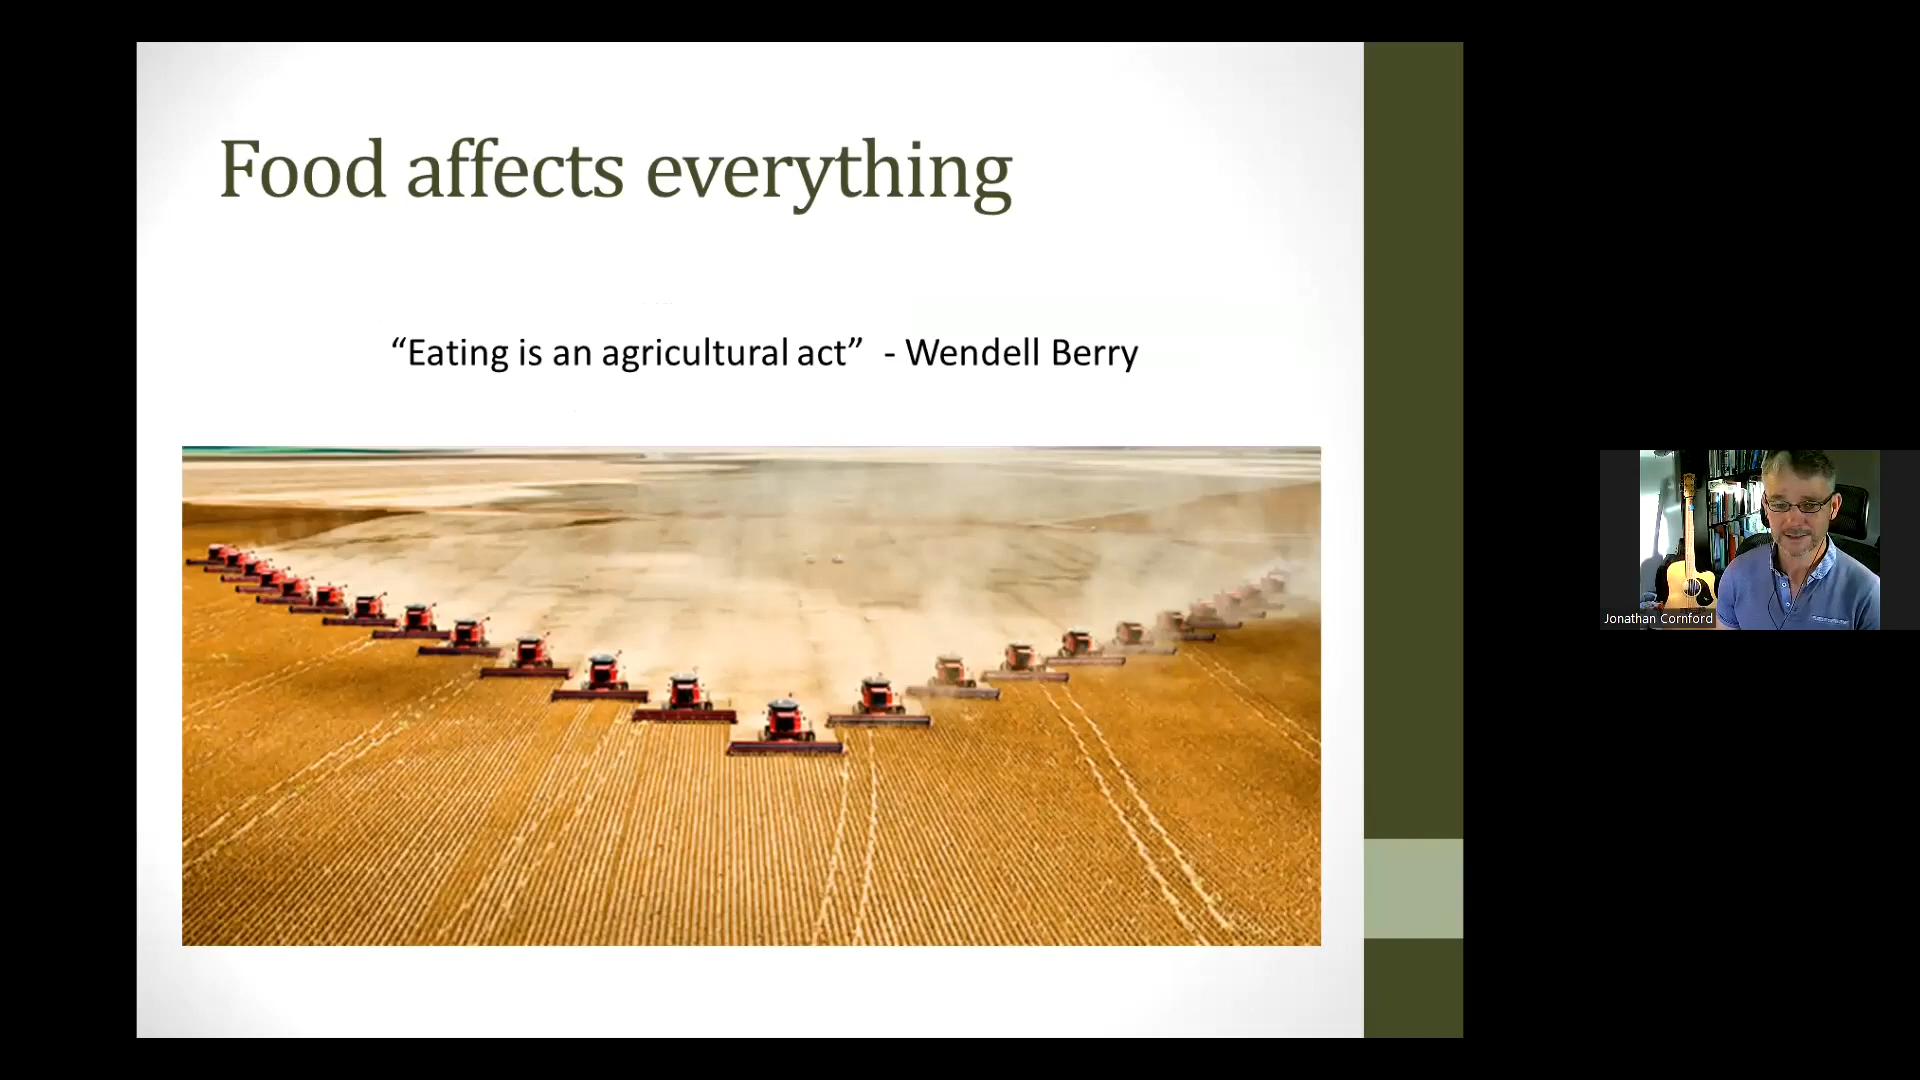 Food affects everything
“Eating is an agricultural act”  - Wendell Berry
Jonathan Cornford